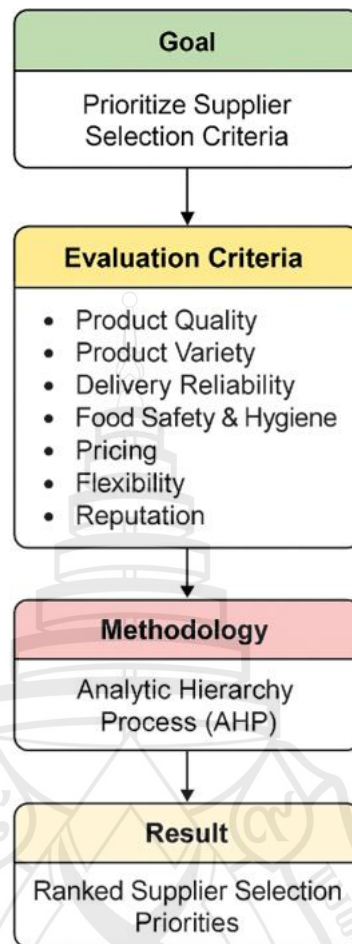 Goal
Prioritize Supplier
Selection Criteria
Evaluation Criteria
• Product Quality
• Product Variety
• Delivery Reliability
• Food Safety & Hygiene
• Pricing
• Flexibility
• Reputation
Methodology
Analytic Hierarchy
Process (AHP)
Result
Ranked Supplier Selection
Priorities